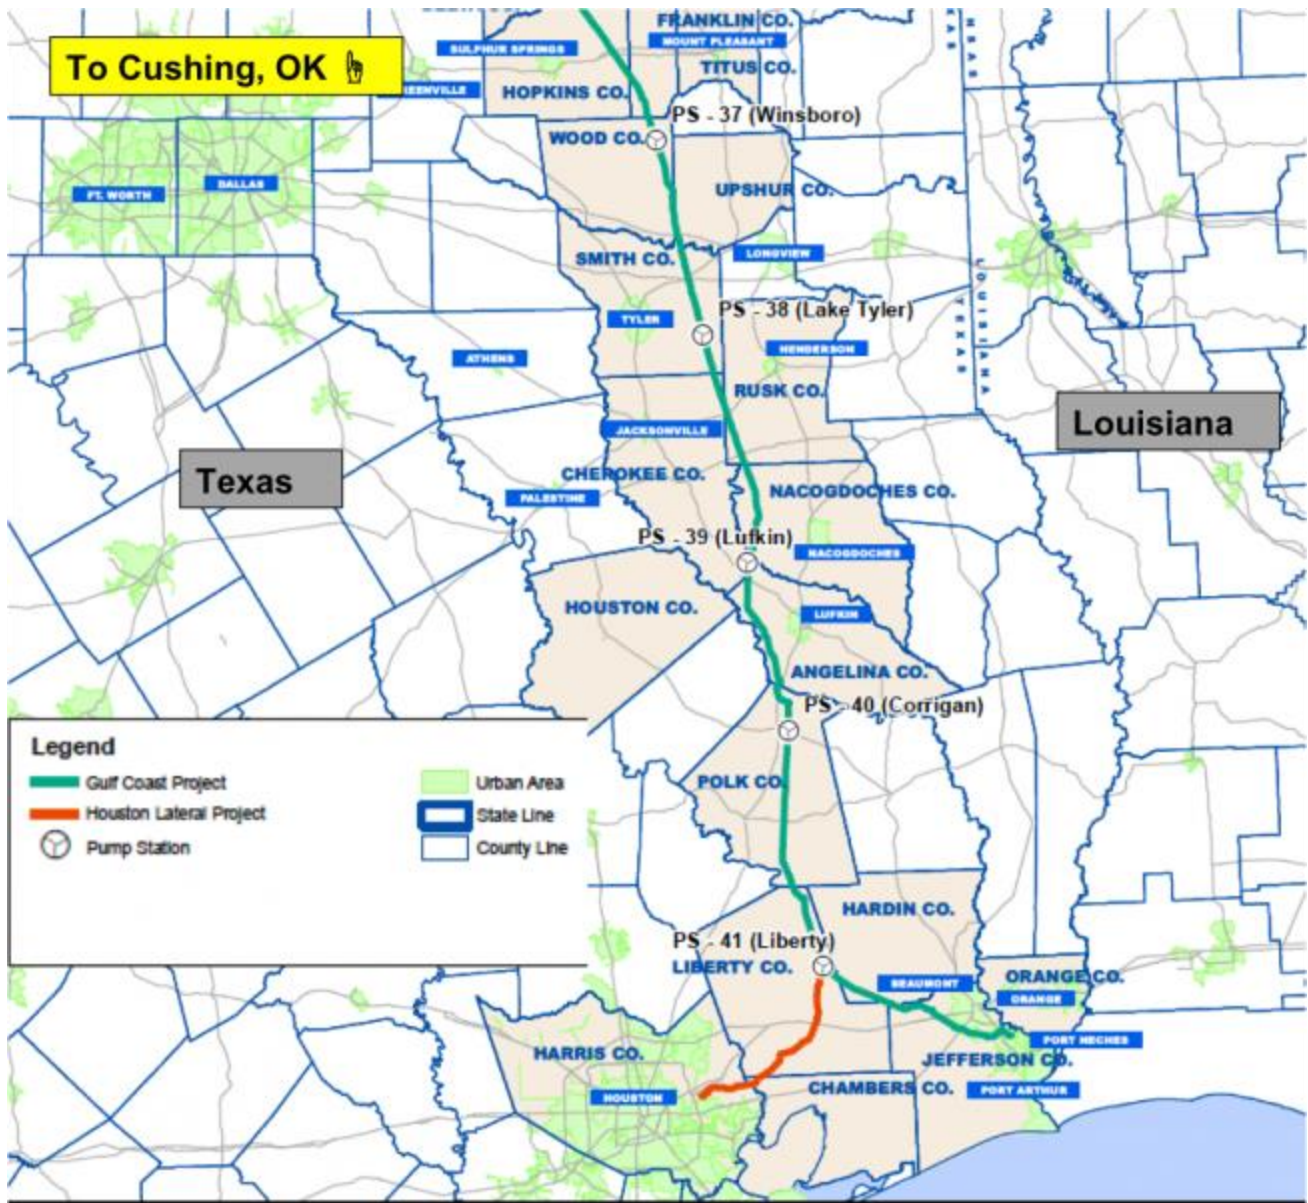 FRANKLIN CO.
SULPHUR SPRINGS
MOUNT PLEASANT
To Cushing, OK
TITUS CO.
HOPKINS CO.
PS - 37 (Winsboro)
WOOD CO.
FT. WORTH
DALLAS
UPSHUR CO.
SMITH CO.
LONGVIEW
LOUISIANA
TEXAS
PS - 38 (Lake Tyler)
TYLER
HENDERSON
ATHENS
RUSK CO.
Louisiana
JACKSONVILLE
Texas
CHEROKEE CO.
NACOGDOCHES CO.
PALESTINE
PS - 39 (Lufkin)
NACOGDOCHES
HOUSTON CO.
LUFKIN
ANGELINA CO.
PS - 40 (Corrigan)
Legend
Gulf Coast Project
Houston Lateral Project
Pump Station
Urban Area
State Line
County Line
POLK CO.
HARDIN CO.
PS - 41 (Liberty)
LIBERTY CO.
BEAUMONT
ORANGE CO.
ORANGE
PORT NECHES
HARRIS CO.
JEFFERSON CO.
HOUSTON
CHAMBERS CO.
PORT ARTHUR